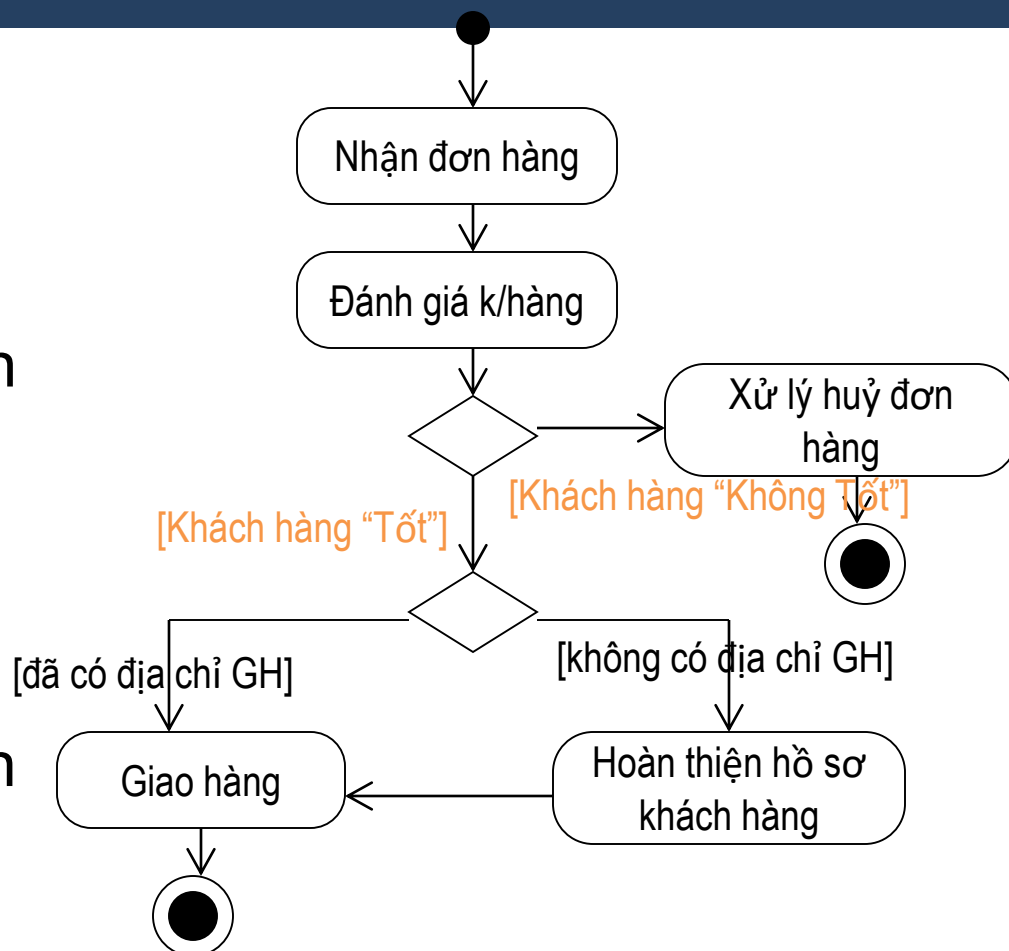 Nhận đơn hàng
Đánh giá k/hàng
n
Xử lý huỷ đơn
hàng
[Khách hàng “Không Tốt”]
[Khách hàng “Tốt”]
[không có địa chỉ GH]
[đã có địa chỉ GH]
n
Giao hàng
Hoàn thiện hồ sơ
khách hàng